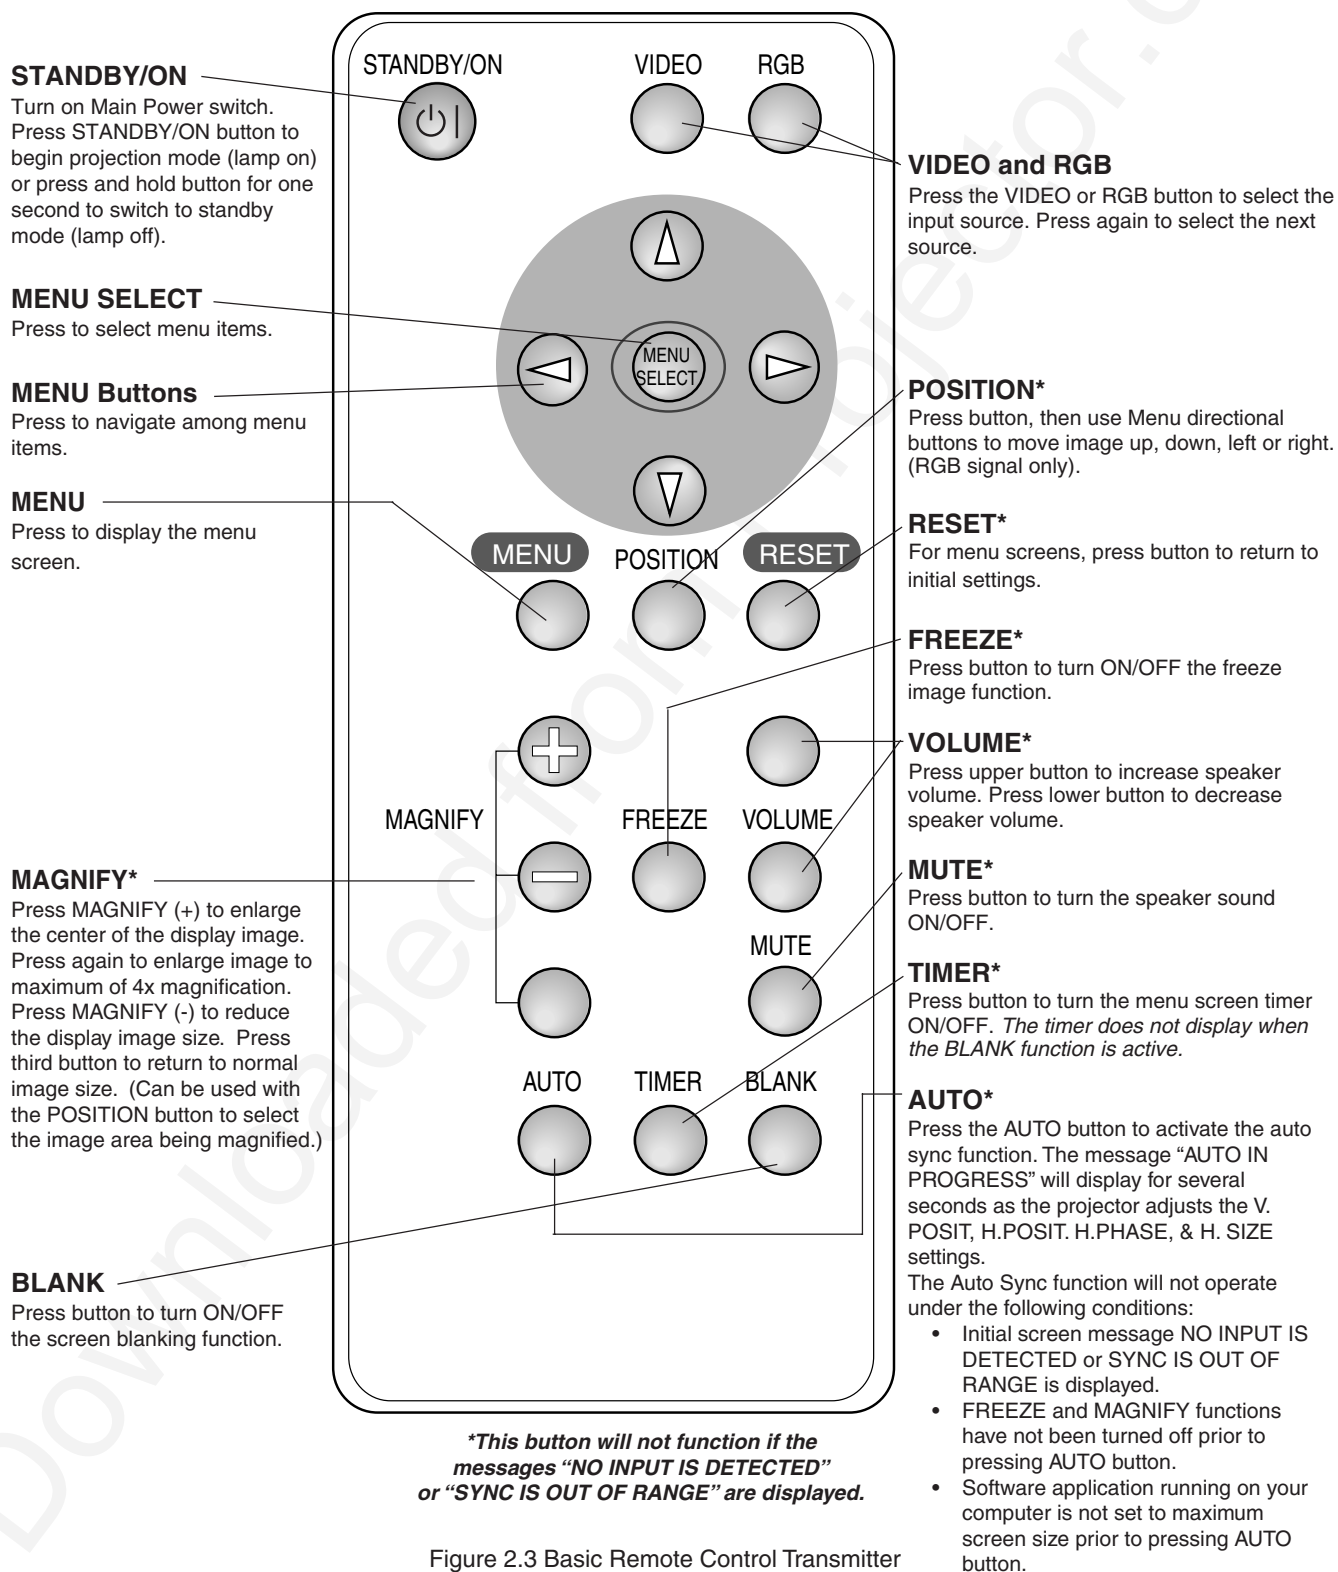 STANDBY/ON
Turn on Main Power switch.
Press STANDBY/ON button to
begin projection mode (lamp on)
or press and hold button for one
second to switch to standby
mode (lamp off).
MENU SELECT
Press to select menu items.
MENU Buttons
Press to navigate among menu
items.
MENU
Press to display the menu
screen.
MAGNIFY*
Press MAGNIFY (+) to enlarge
the center of the display image.
Press again to enlarge image to
maximum of 4x magnification.
Press MAGNIFY (-) to reduce
the display image size. Press
third button to return to normal
image size. (Can be used with
the POSITION button to select
the image area being magnified.)
BLANK
Press button to turn ON/OFF
the screen blanking function.
STANDBY/ON
VIDEO
RGB
MENU
SELECT
MENU
POSITION
RESET
MAGNIFY
FREEZE
VOLUME
MUTE
AUTO
TIMER
BLANK
VIDEO and RGB
Press the VIDEO or RGB button to select the
input source. Press again to select the next
source.
POSITION*
Press button, then use Menu directional
buttons to move image up, down, left or right.
(RGB signal only).
RESET*
For menu screens, press button to return to
initial settings.
FREEZE*
Press button to turn ON/OFF the freeze
image function.
VOLUME*
Press upper button to increase speaker
volume. Press lower button to decrease
speaker volume.
MUTE*
Press button to turn the speaker sound
ON/OFF.
TIMER*
Press button to turn the menu screen timer
ON/OFF. The timer does not display when
the BLANK function is active.
AUTO*
Press the AUTO button to activate the auto
sync function. The message “AUTO IN
PROGRESS” will display for several
seconds as the projector adjusts the V.
POSIT, H.POSIT. H.PHASE, & H. SIZE
settings.
The Auto Sync function will not operate
under the following conditions:
• Initial screen message NO INPUT IS
DETECTED or SYNC IS OUT OF
RANGE is displayed.
• FREEZE and MAGNIFY functions
have not been turned off prior to
pressing AUTO button.
• Software application running on your
computer is not set to maximum
screen size prior to pressing AUTO
button.
*This button will not function if the
messages “NO INPUT IS DETECTED”
or “SYNC IS OUT OF RANGE” are displayed.
Figure 2.3 Basic Remote Control Transmitter